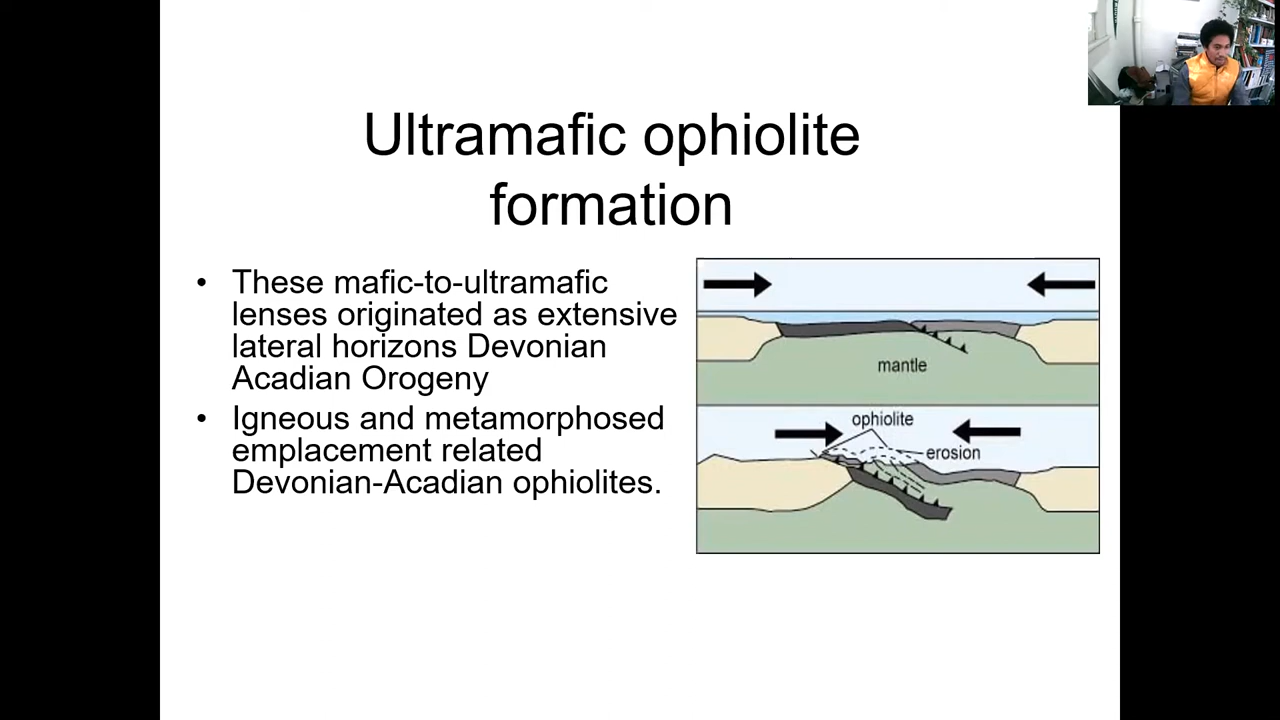 Ultramafic ophiolite
formation
• These mafic-to-ultramafic
lenses originated as extensive
lateral horizons Devonian
Acadian Orogeny
• Igneous and metamorphosed
emplacement related
Devonian-Acadian ophiolites.
mantle
ophiolite
erosion